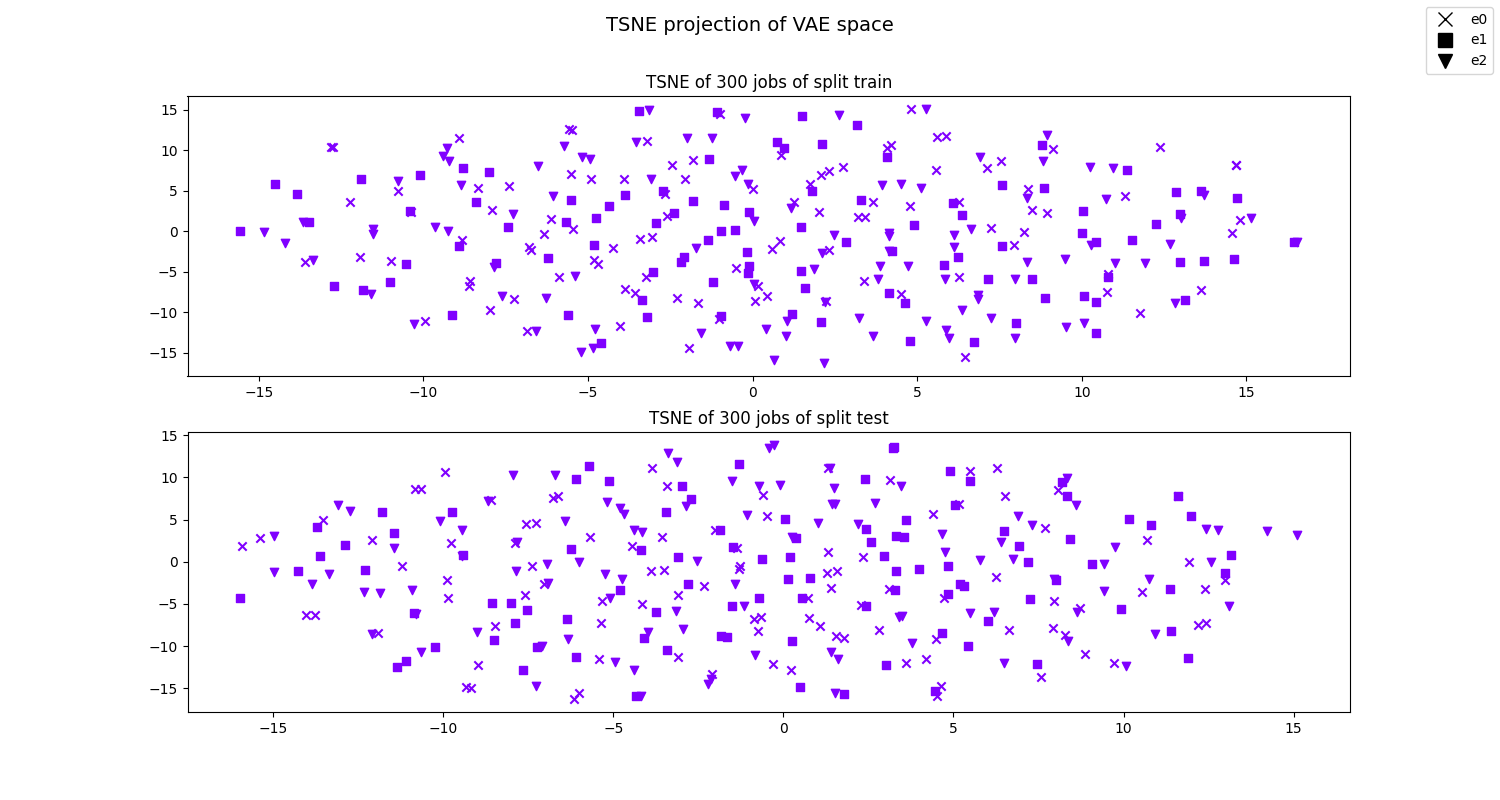 TSNE projection of VAE space
e0
e1
e2
TSNE of 300 jobs of split train
15
10
5
0
−5
−10
−15
−15 −10 −5 0 5 10 15
TSNE of 300 jobs of split test
15
10
5
0
−5
−10
−15
−15 −10 −5 0 5 10 15